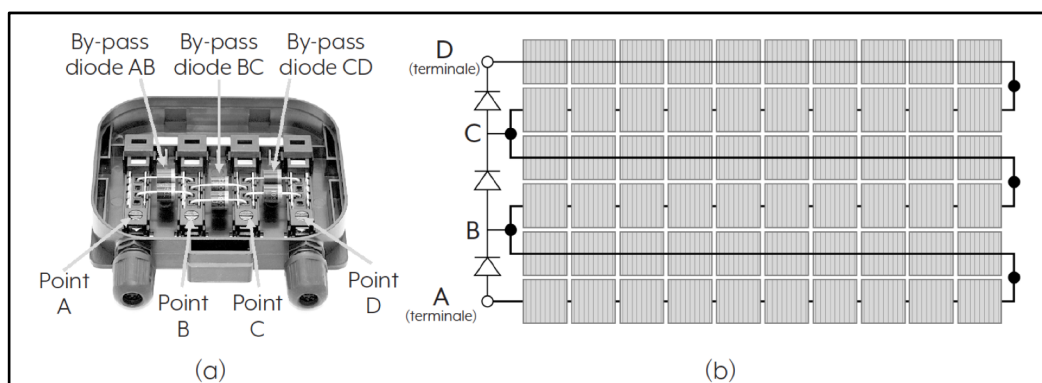 By-pass
diode AB
By-pass
diode BC
By-pass
diode CD
Point
A
Point
B
Point
C
Point
D
(a)
D
(terminale)
C
B
A
(terminale)
(b)